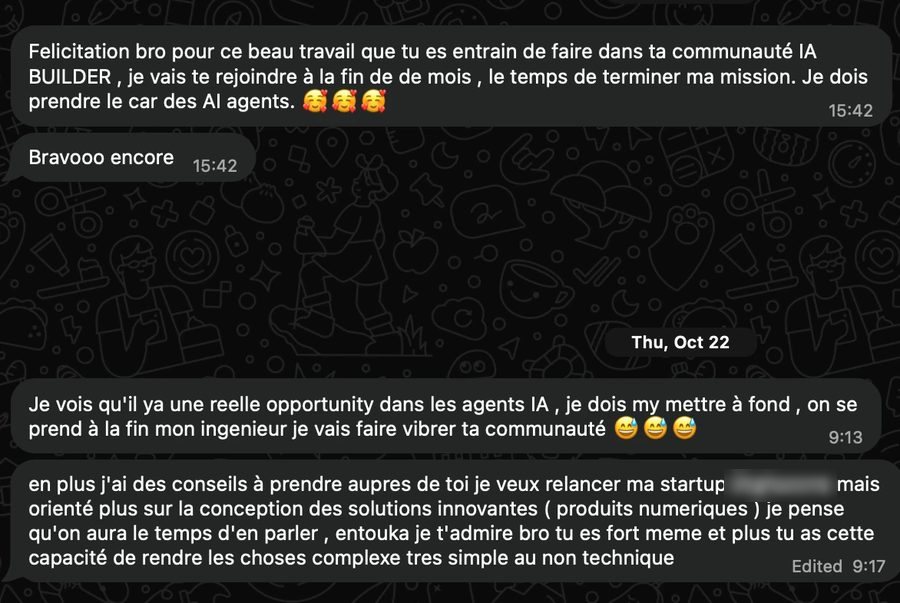 Felicitation bro pour ce beau travail que tu es entrain de faire dans ta communauté IA
BUILDER , je vais te rejoindre à la fin de de mois , le temps de terminer ma mission. Je dois
prendre le car des AI agents. 🥰🥰🥰
15:42
Bravooo encore
15:42
Thu, Oct 22
Je vois qu'il ya une reelle opportunity dans les agents IA , je dois my mettre à fond , on se
prend à la fin mon ingenieur je vais faire vibrer ta communauté 😅😅😅
9:13
en plus j'ai des conseils à prendre aupres de toi je veux relancer ma startup mais
orienté plus sur la conception des solutions innovantes ( produits numeriques ) je pense
qu'on aura le temps d'en parler , entouka je t'admire bro tu es fort meme et plus tu as cette
capacité de rendre les choses complexe tres simple au non technique
Edited 9:17